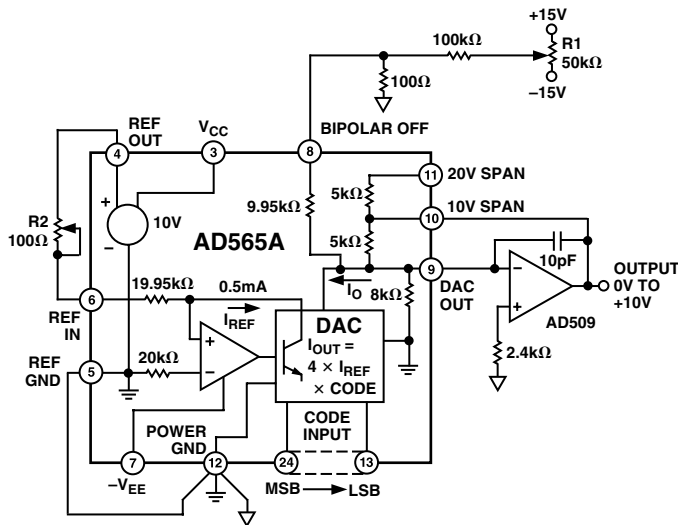 +15V
100kΩ
R1
50kΩ
100Ω
–15V
REF
OUT
VCC
BIPOLAR OFF
4
3
8
11
20V SPAN
5kΩ
10
10V SPAN
9.95kΩ
+
10V
–
R2
100Ω
AD565A
5kΩ
10pF
9
DAC
OUT
–
+
AD509
OUTPUT
0V TO
+10V
19.95kΩ
0.5mA
IO
8kΩ
6
REF
IN
IREF
DAC
IOUT =
4 × IREF
× CODE
2.4kΩ
REF
GND
5
20kΩ
+
–
POWER
GND
CODE
INPUT
7
12
24
13
–VEE
MSB
LSB